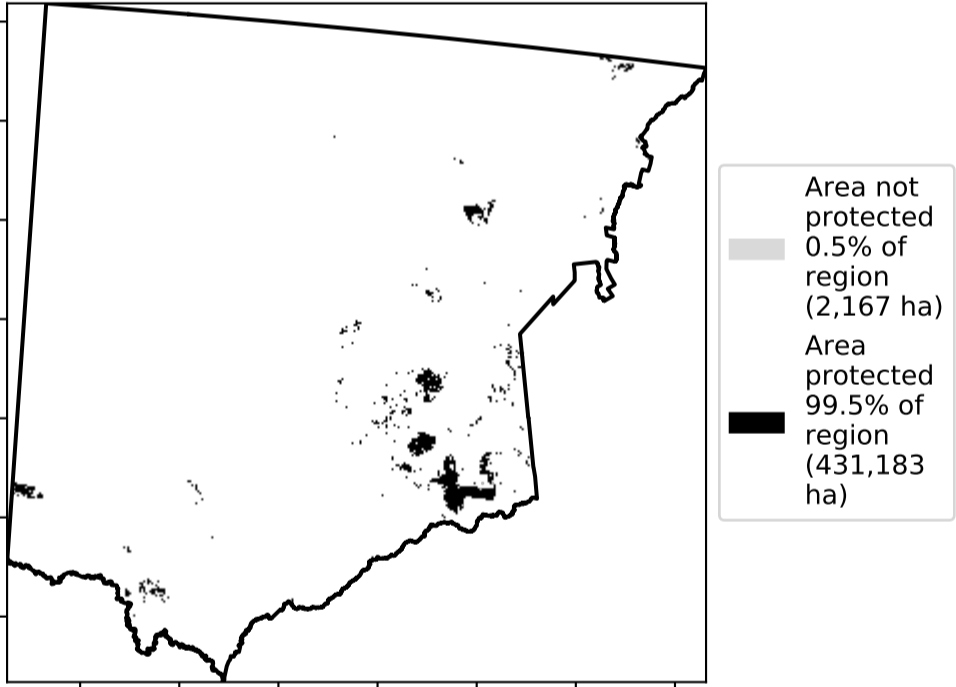 Area not
protected
0.5% of
region
(2,167 ha)
Area
protected
99.5% of
region
(431,183
ha)